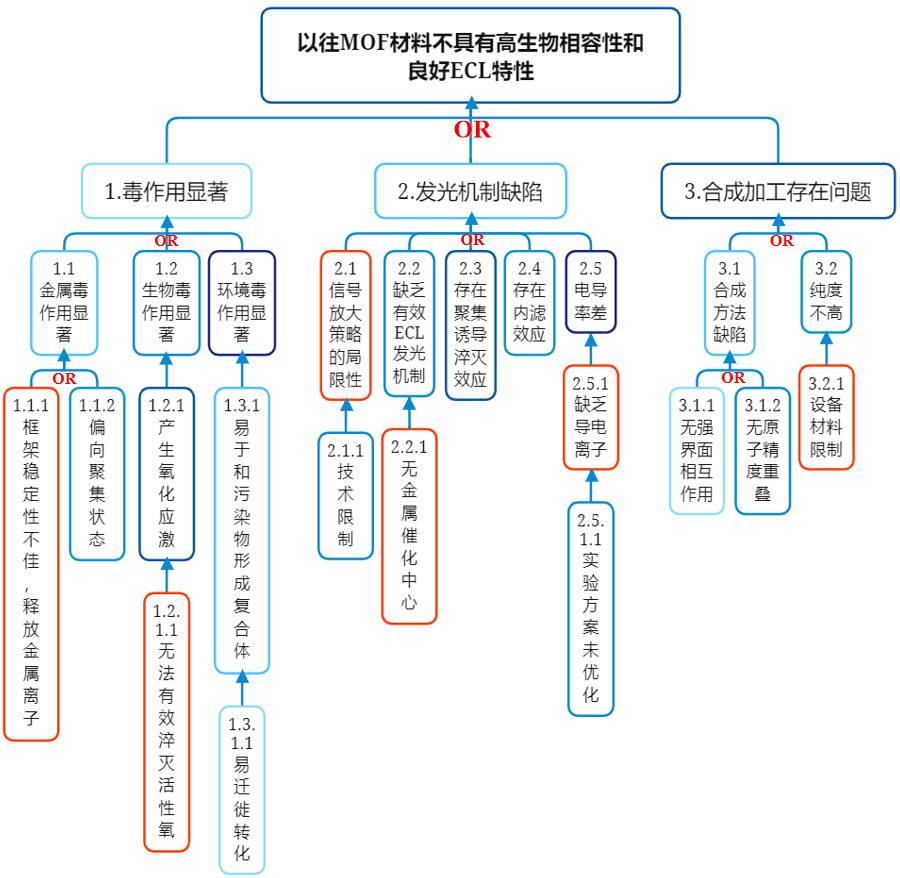 以往MOF材料不具有高生物相容性和
良好ECL特性
OR
1.毒作用显著
2.发光机制缺陷
3.合成加工存在问题
OR
OR
OR
1.1
金属毒
作用显
著
1.2
生物毒
作用显
著
1.3
环境毒
作用显
著
2.1
信号
放大
策略
的局
限性
2.2
缺乏
有效
ECL
发光
机制
2.3
存在
聚集
诱导
淬灭
效应
2.4
存在
内滤
效应
2.5
电导
率差
3.1
合成
方法
缺陷
3.2
纯度
不高
OR
OR
1.1.1
框
架
稳
定
性
不
佳
,
释
放
金
属
离
子
1.1.2
偏
向
聚
集
状
态
1.2.1
产
生
氧
化
应
激
1.3.1
易
于
和
污
染
物
形
成
复
合
体
2.1.1
技
术
限
制
2.2.1
无
金
属
催
化
中
心
2.5.1
缺乏
导电
离子
3.1.1
无强
界面
相互
作用
3.1.2
无原
子精
度重
叠
3.2.1
设备
材料
限制
1.2.
1.1
无
法
有
效
淬
灭
活
性
氧
1.3.
1.1
易
迁
徙
转
化
2.5.
1.1
实
验
方
案
未
优
化